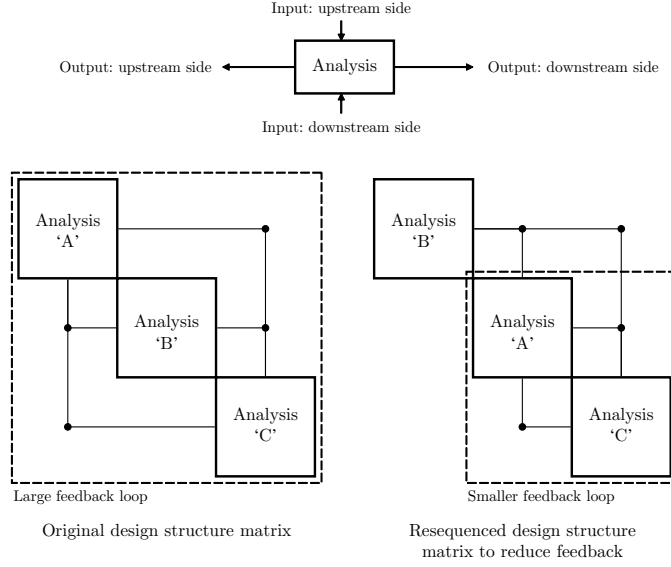 Input: upstream side
Output: upstream side
Analysis
Output: downstream side
Input: downstream side
Analysis
‘A’
Analysis
‘B’
Analysis
‘C’
Large feedback loop
Original design structure matrix
Analysis
‘B’
Analysis
‘A’
Analysis
‘C’
Smaller feedback loop
Resequenced design structure
matrix to reduce feedback